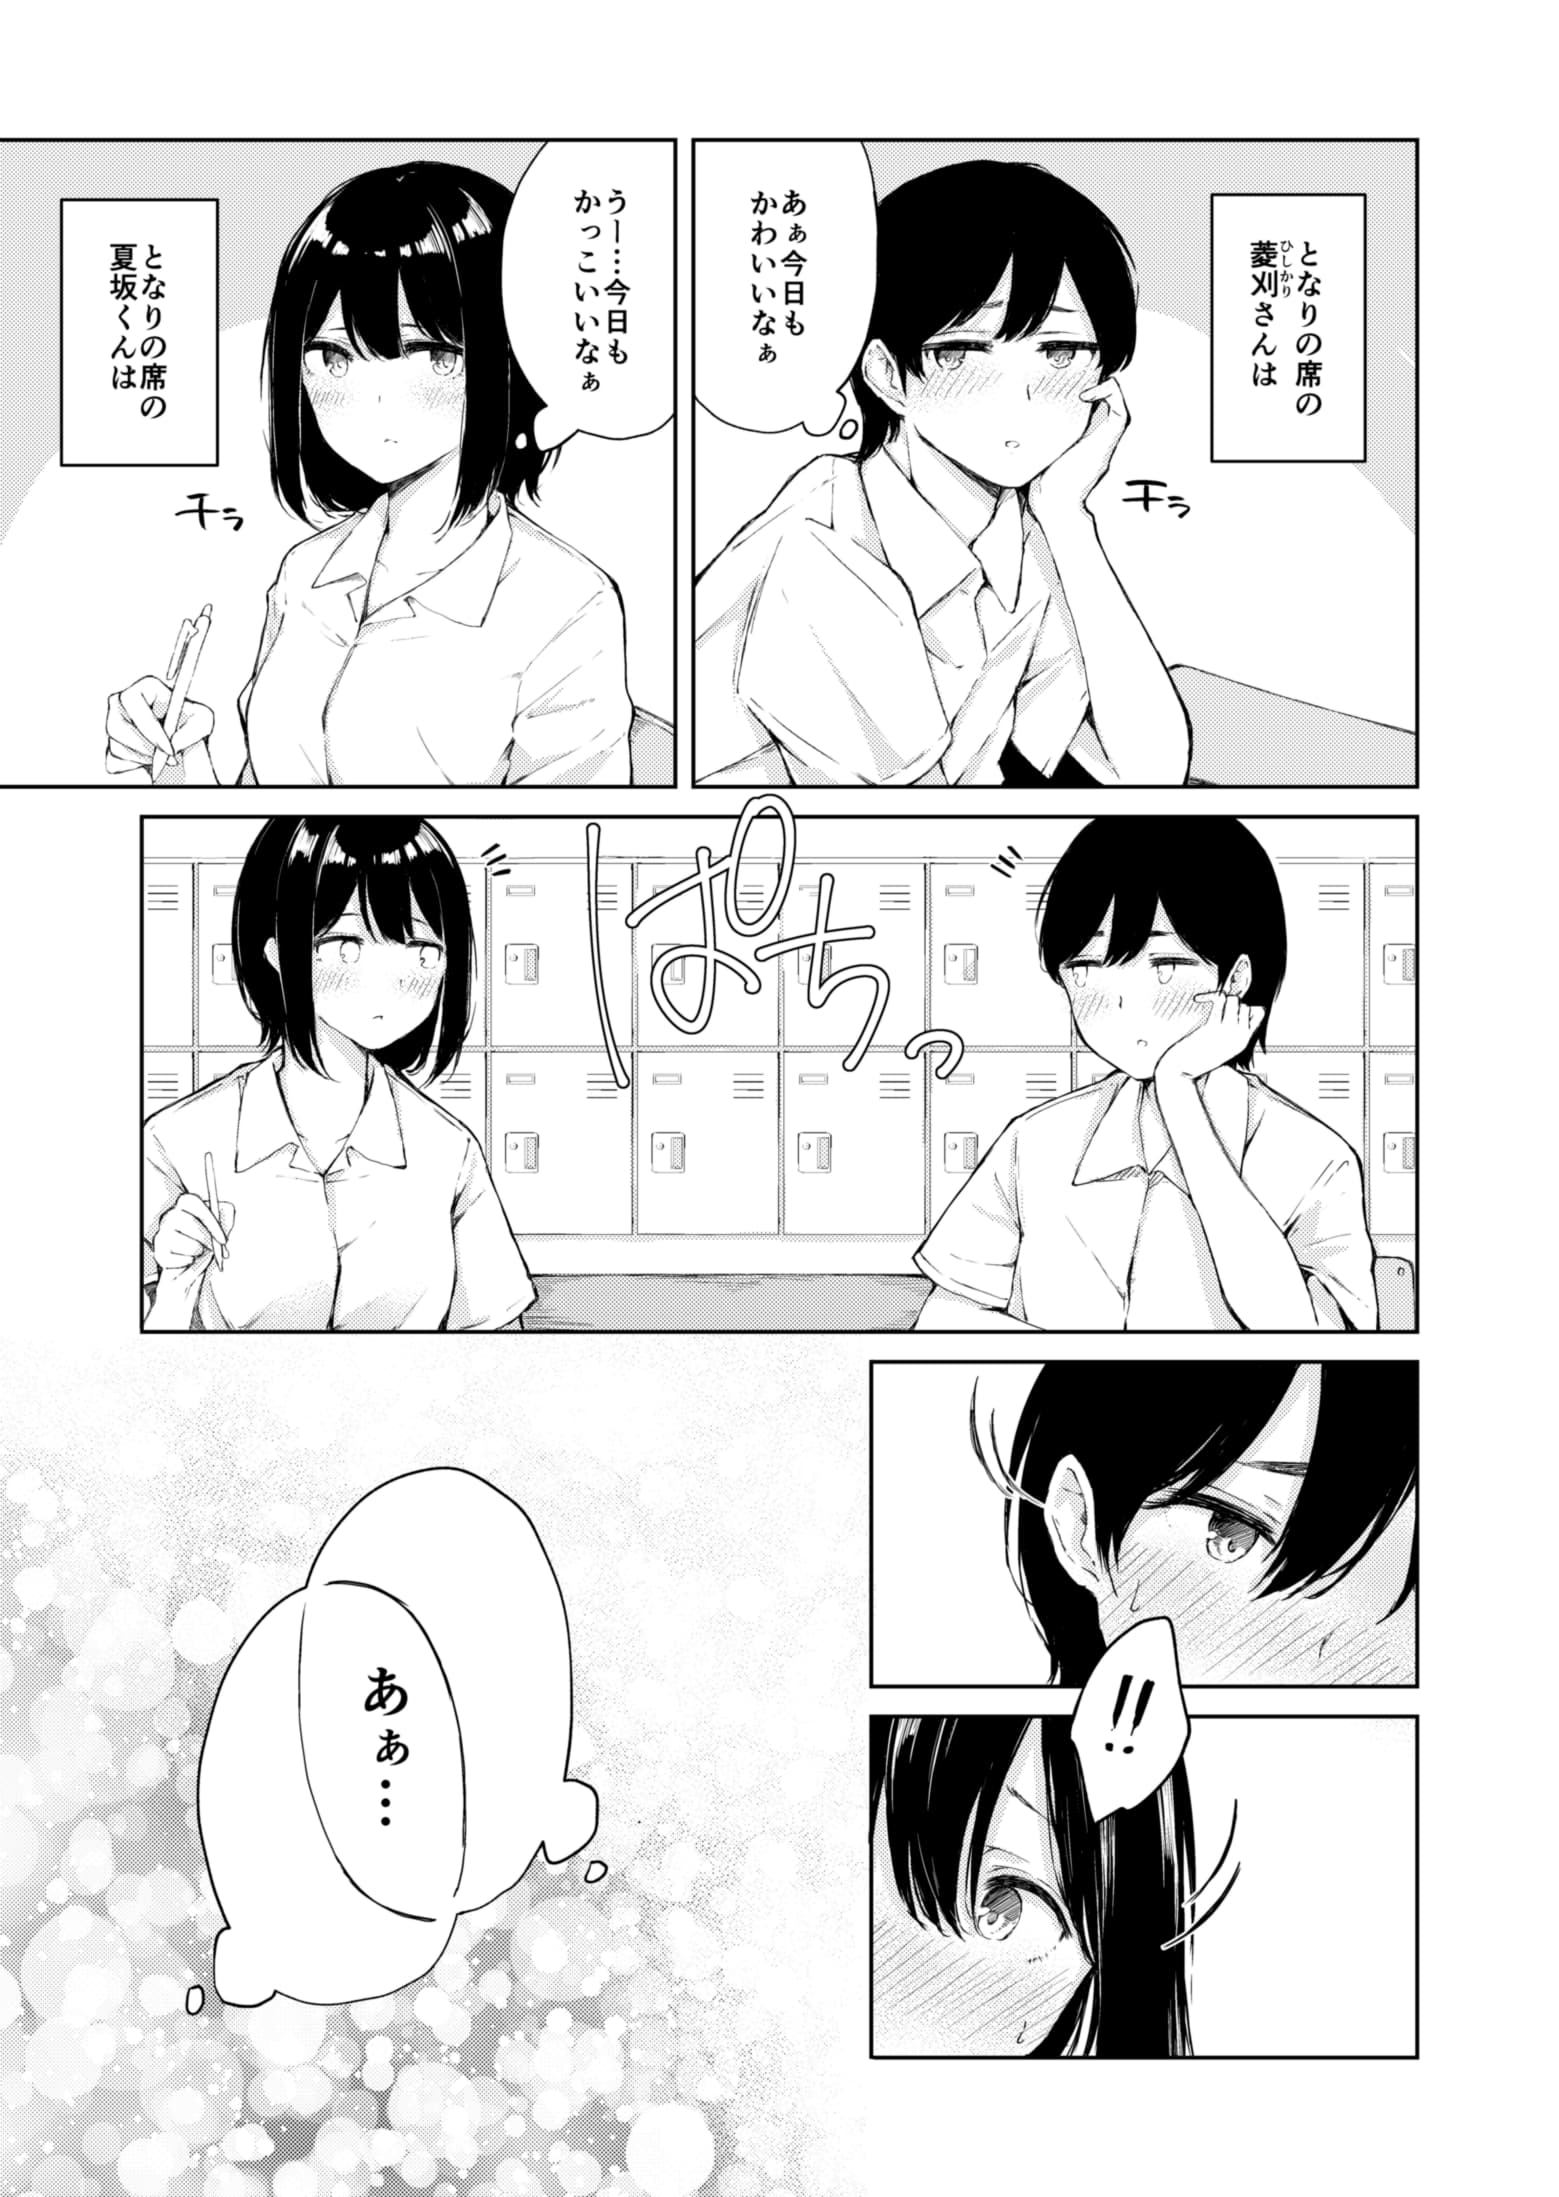 となりの席の
菱刈さんは
ひしかり
あぁ今日も
かわいいなぁ
チラ
うー…今日も
かっこいいなぁ
となりの席の
夏坂くんは
チラ
ぱちっ
!!
あぁ…